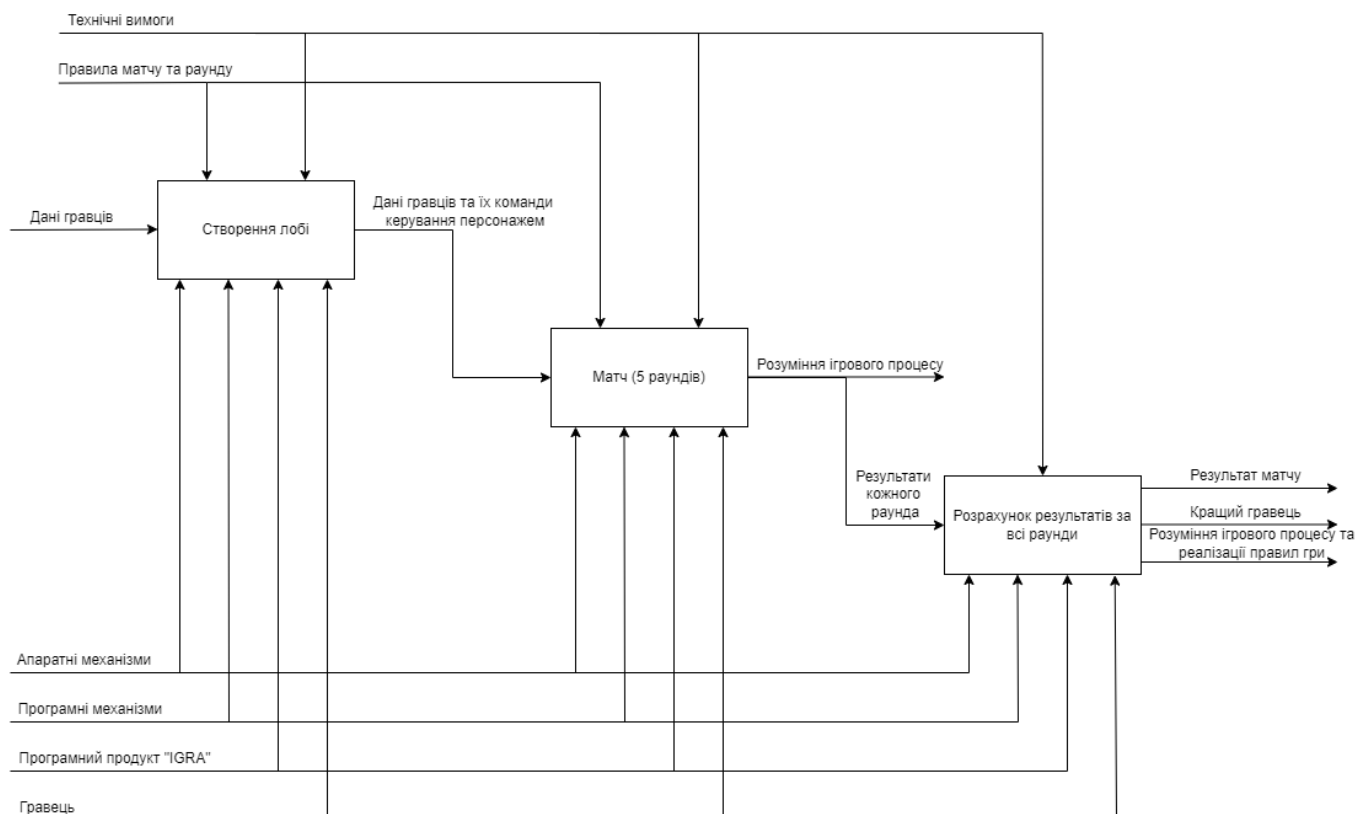 Технічні вимоги
Правила матчу та раунду
Дані гравців
Створення лобі
Дані гравців та їх команди
керування персонажем
Матч (5 раундів)
Розуміння ігрового процесу
Результати
кожного
раунда
Розрахунок результатів за
всі раунди
Результат матчу
Кращий гравець
Розуміння ігрового процесу та
реалізації правил гри
Апаратні механізми
Програмні механізми
Програмний продукт "IGRA"
Гравець